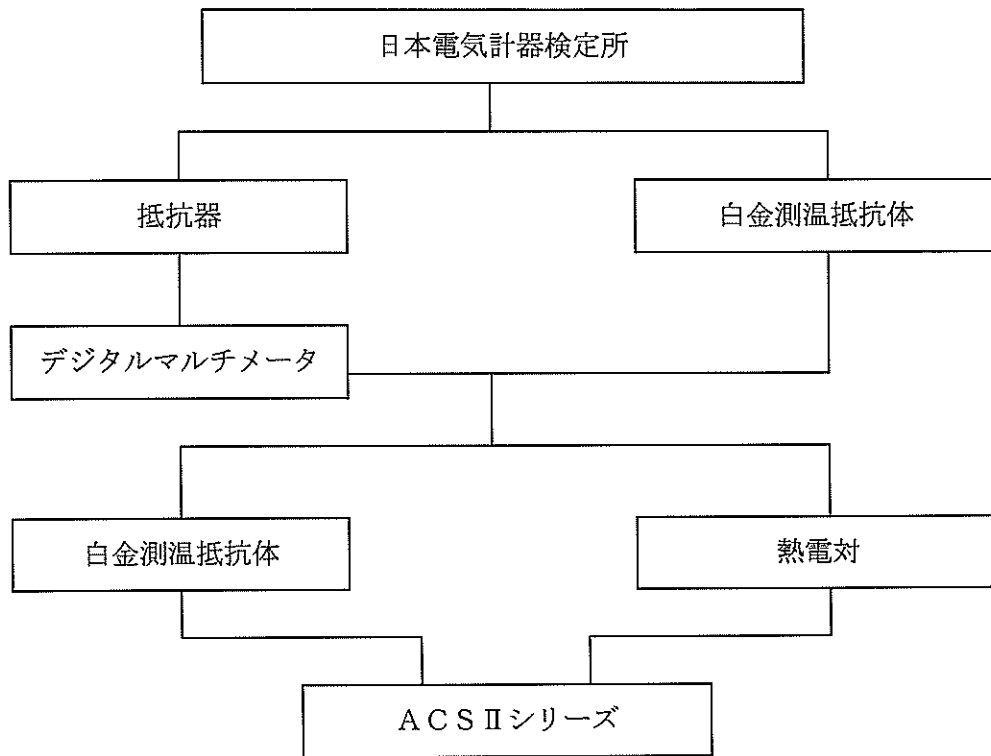 日本電気計器検定所
抵抗器
白金測温抵抗体
デジタルマルチメータ
白金測温抵抗体
熱電対
ＡＣＳⅡシリーズ